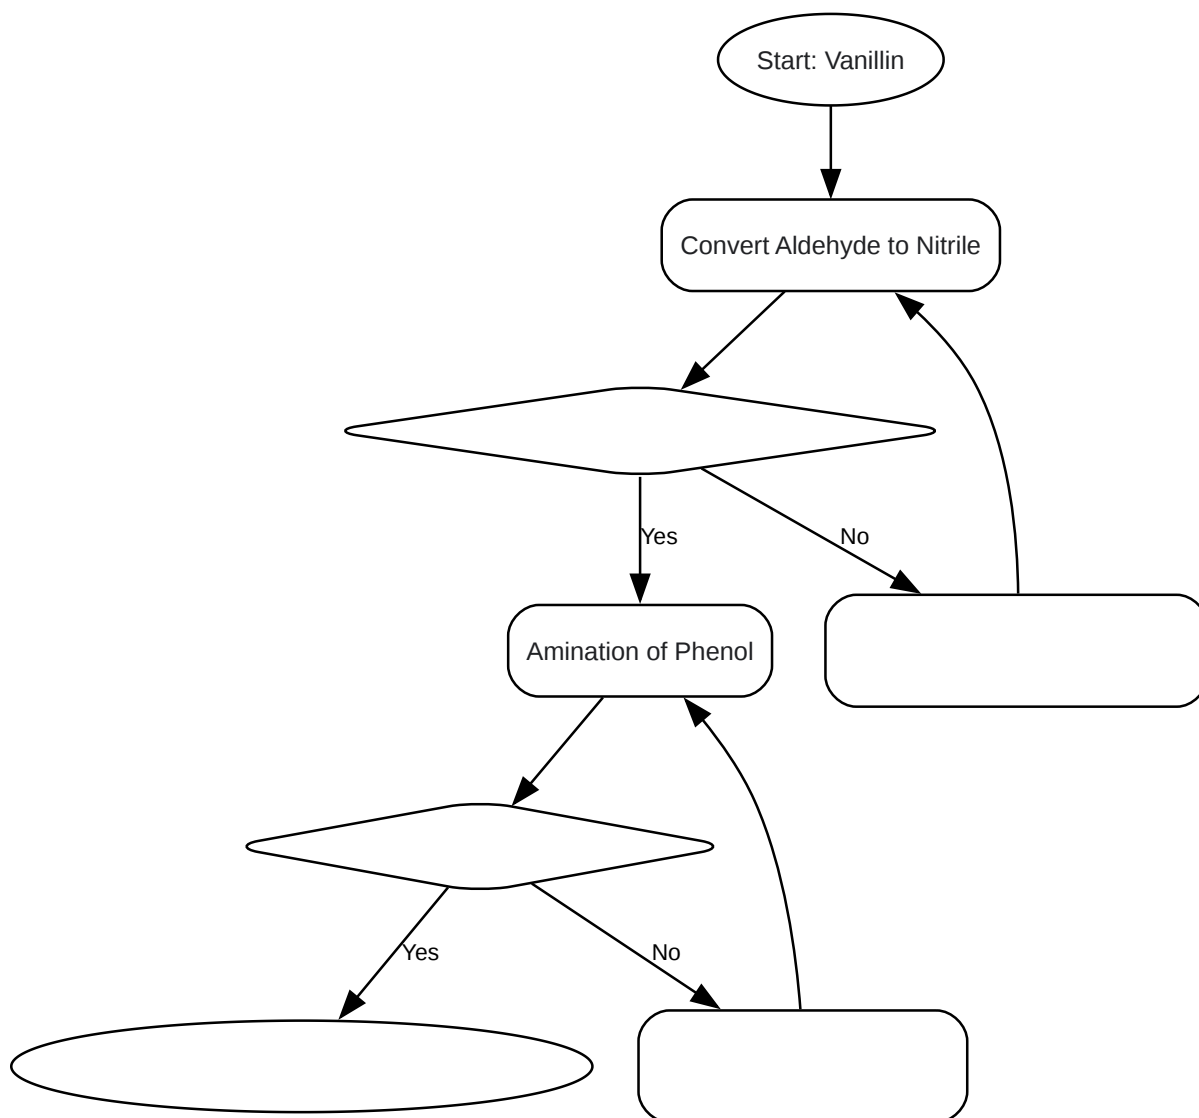 Start: Vanillin
Convert Aldehyde to Nitrile
Yes
No
Amination of Phenol
Yes
No